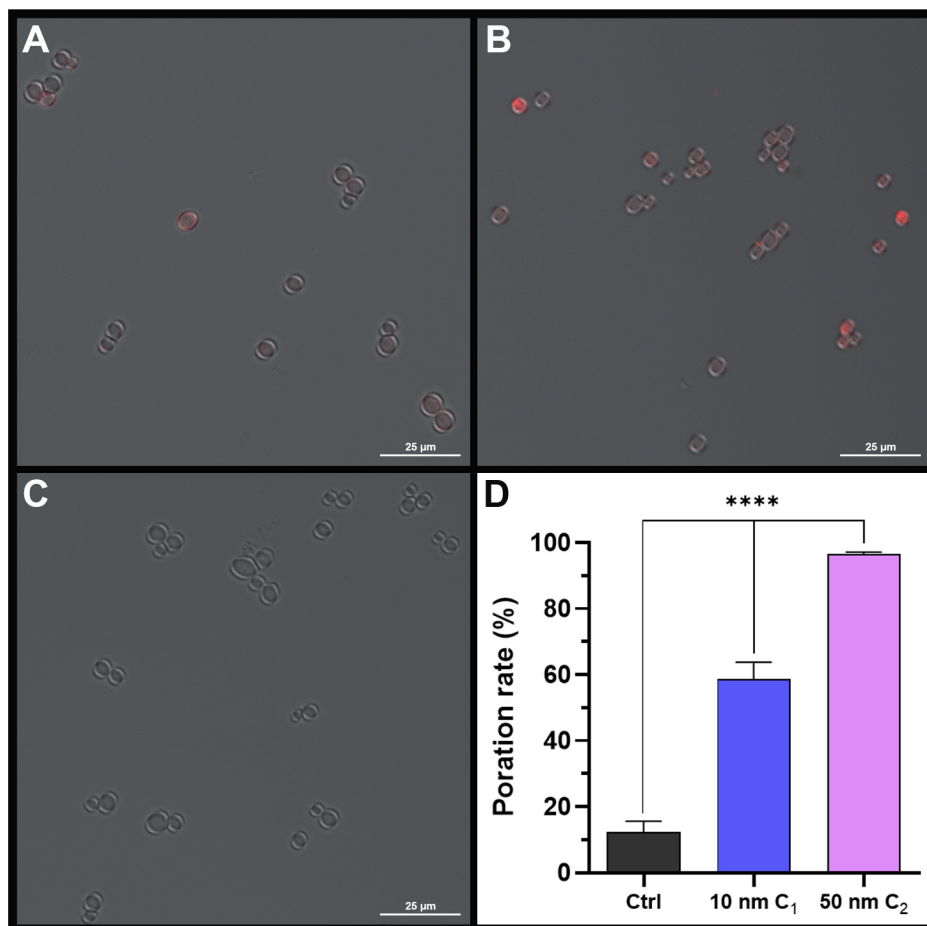 A
B
25 µm
25 µm
C
D
25 µm
****
Poration rate (%)
100
80
60
40
20
0
Ctrl
10 nm C₁
50 nm C₂